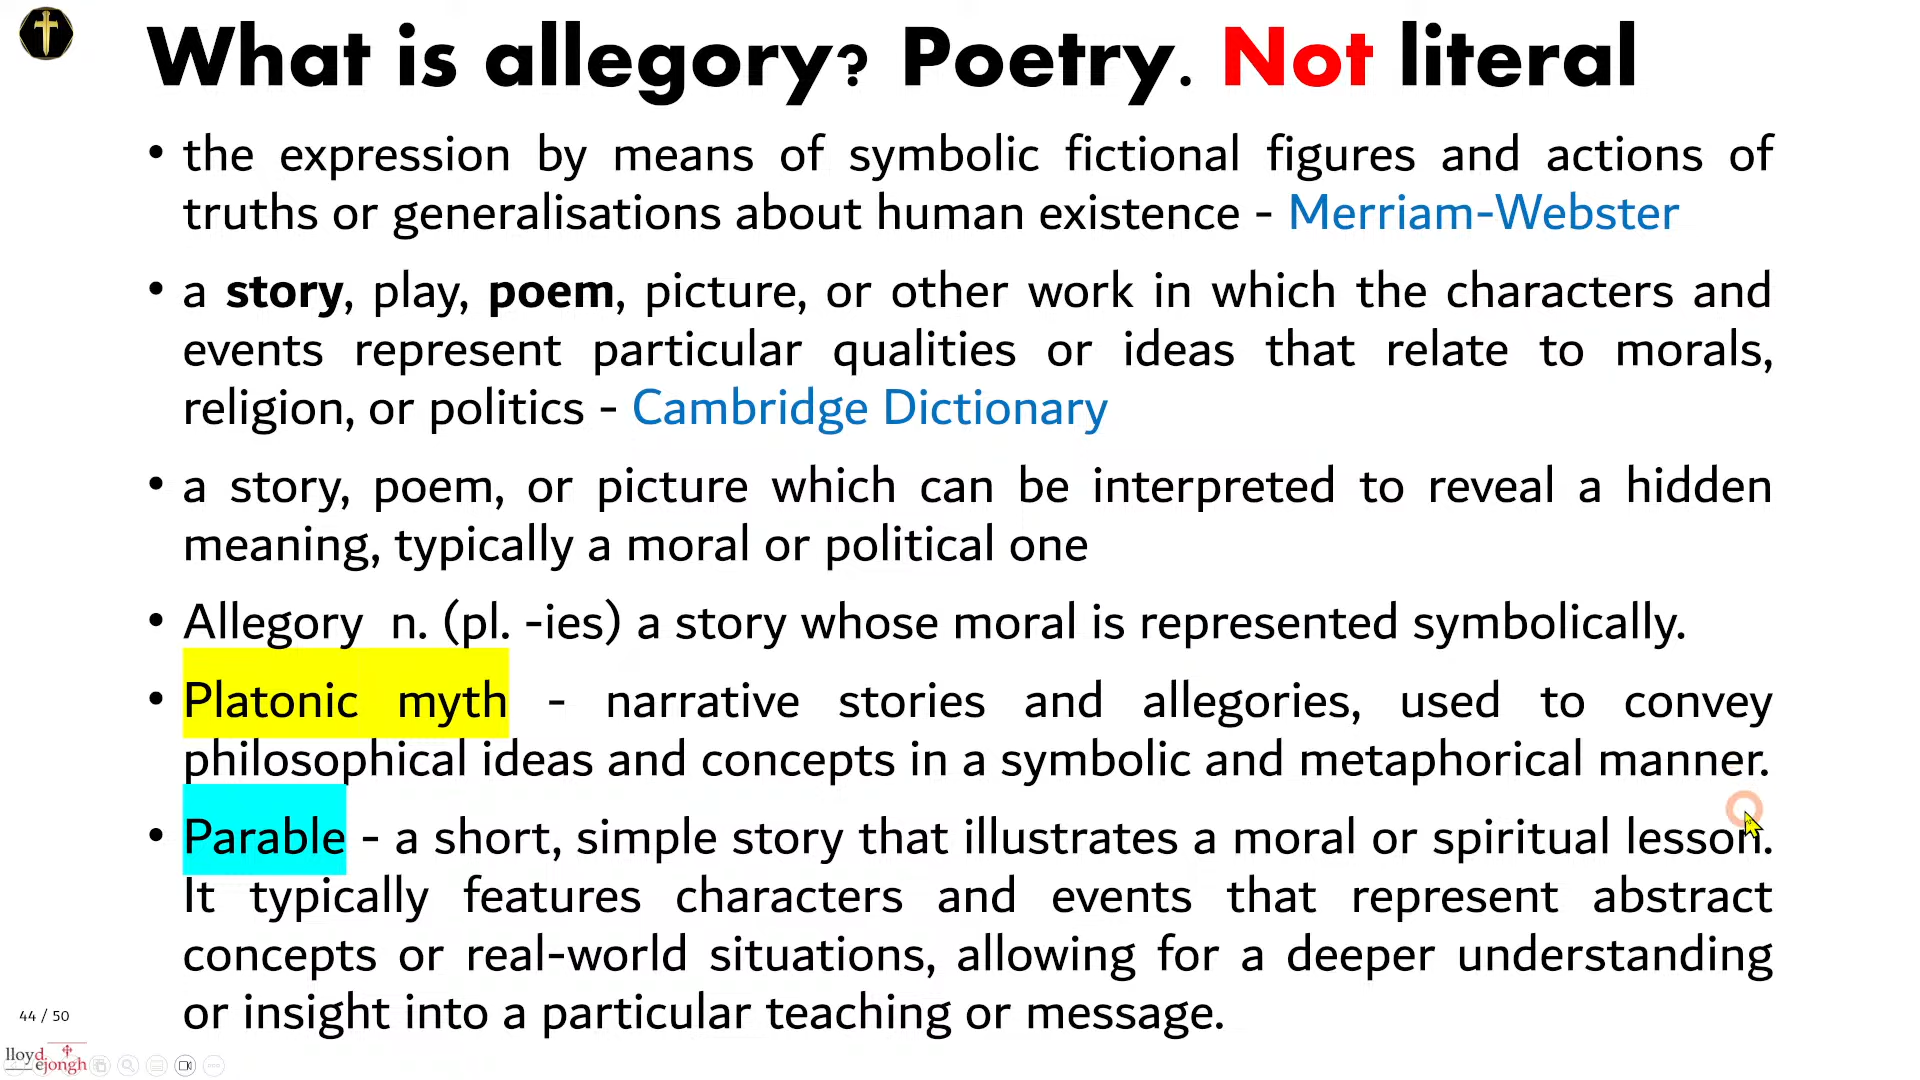 What is allegory? Poetry. Not literal
• the expression by means of symbolic fictional figures and actions of
truths or generalisations about human existence - Merriam-Webster
• a story, play, poem, picture, or other work in which the characters and
events represent particular qualities or ideas that relate to morals,
religion, or politics - Cambridge Dictionary
• a story, poem, or picture which can be interpreted to reveal a hidden
meaning, typically a moral or political one
• Allegory n. (pl. -ies) a story whose moral is represented symbolically.
• Platonic myth - narrative stories and allegories, used to convey
philosophical ideas and concepts in a symbolic and metaphorical manner.
• Parable - a short, simple story that illustrates a moral or spiritual lesson.
It typically features characters and events that represent abstract
concepts or real-world situations, allowing for a deeper understanding
or insight into a particular teaching or message.
44 / 50
lloyd
ejongh